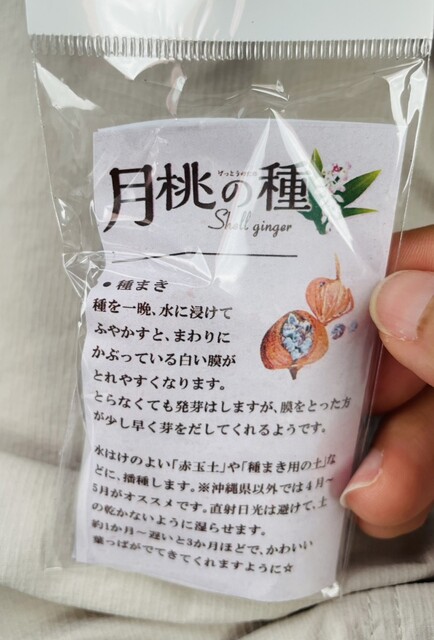 げっとうのたね
月桃の種
Shell ginger
● 種まき
種を一晩、水に浸けて
ふやかすと、まわりに
かぶっている白い膜が
とれやすくなります。
とらなくても発芽はしますが、膜をとった方
が少し早く芽をだしてくれるようです。
水はけのよい「赤玉土」や「種まき用の土」な
どに、播種します。※沖縄県以外では4月〜
5月がオススメです。直射日光は避けて、土
の乾かないように湿らせます。
約1か月〜遅いと3か月ほどで、かわいい
葉っぱがでてきてくれますように☆